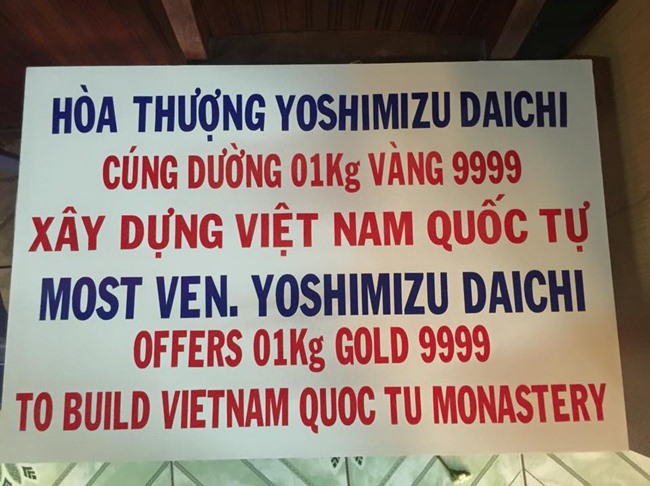 HÒA THƯỢNG YOSHIMIZU DAICHI
CÚNG DƯỜNG 01Kg VÀNG 9999
XÂY DỰNG VIỆT NAM QUỐC TỰ
MOST VEN. YOSHIMIZU DAICHI
OFFERS 01Kg GOLD 9999
TO BUILD VIETNAM QUOC TU MONASTERY